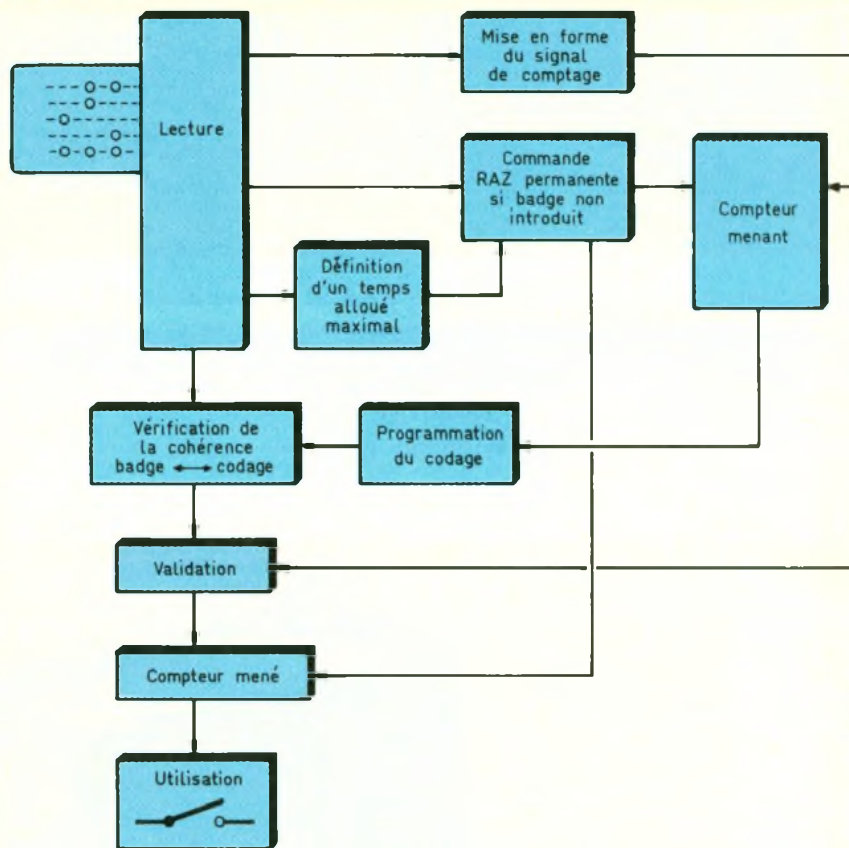 Lecture
Mise en forme
du signal
de comptage
Commande
RAZ permanente
si badge non
introduit
Compteur
menant
Définition
d'un temps
alloué
maximal
Vérification de
la cohérence
badge ↔ codage
Programmation
du codage
Validation
Compteur mené
Utilisation